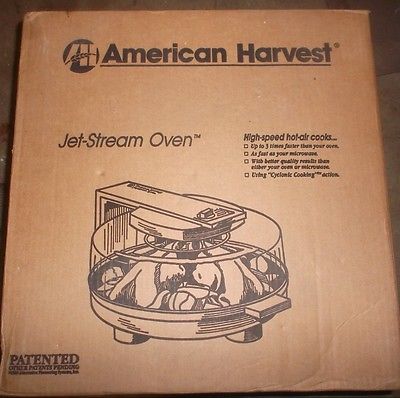 American Harvest®
Jet-Stream Oven™
High-speed hot-air cooks...
☐ Up to 3 times faster than your oven.
☐ As fast as your microwave.
☐ With better quality results than
either your oven or microwave.
☐ Using "Cyclonic Cooking"™ action.
PATENTED
OTHER PATENTS PENDING